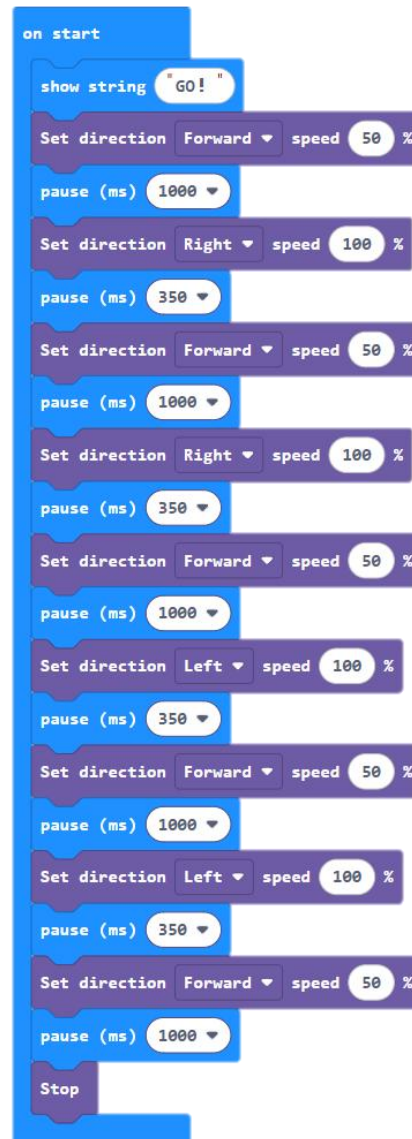 on start
show string "GO! "
Set direction Forward speed 50 %
pause (ms) 1000
Set direction Right speed 100 %
pause (ms) 350
Set direction Forward speed 50 %
pause (ms) 1000
Set direction Right speed 100 %
pause (ms) 350
Set direction Forward speed 50 %
pause (ms) 1000
Set direction Left speed 100 %
pause (ms) 350
Set direction Forward speed 50 %
pause (ms) 1000
Set direction Left speed 100 %
pause (ms) 350
Set direction Forward speed 50 %
pause (ms) 1000
Stop